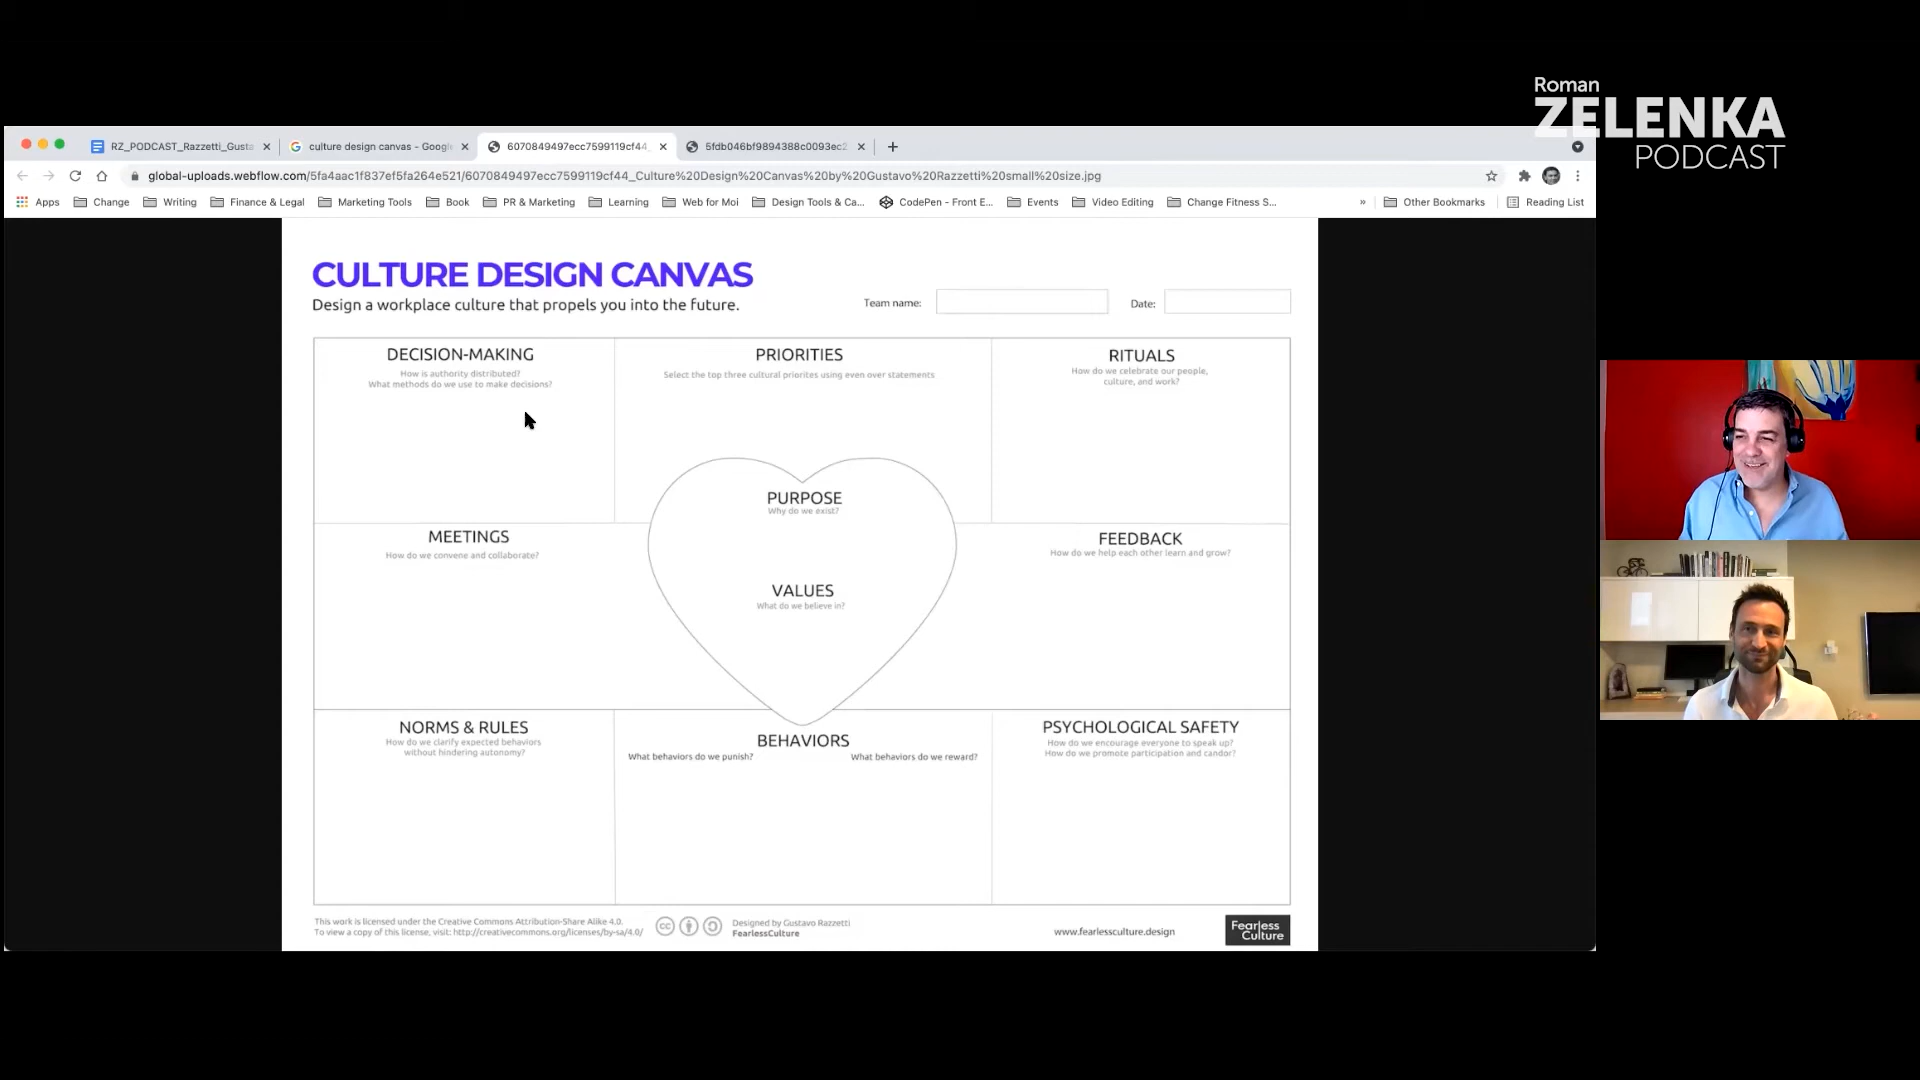 Roman
ZELENKA
PODCAST
RZ_PODCAST_Razzetti_Gusta
culture design canvas - Google
6070849497ecc7599119cf44_
5fdb046bf9894388c0093ec2
global-uploads.webflow.com/5fa4aac1f837ef5fa264e521/6070849497ecc7599119cf44_Culture%20Design%20Canvas%20by%20Gustavo%20Razzetti%20small%20size.jpg
Apps
Change
Writing
Finance & Legal
Marketing Tools
Book
PR & Marketing
Learning
Web for Moi
Design Tools & Ca...
CodePen - Front E...
Events
Video Editing
Change Fitness S...
»
Other Bookmarks
Reading List
CULTURE DESIGN CANVAS
Design a workplace culture that propels you into the future.
Team name:
Date:
DECISION-MAKING
How is authority distributed?
What methods do we use to make decisions?
PRIORITIES
Select the top three cultural priorites using even over statements
RITUALS
How do we celebrate our people,
culture, and work?
PURPOSE
Why do we exist?
VALUES
What do we believe in?
MEETINGS
How do we convene and collaborate?
FEEDBACK
How do we help each other learn and grow?
NORMS & RULES
How do we clarify expected behaviors
without hindering autonomy?
BEHAVIORS
What behaviors do we punish?
What behaviors do we reward?
PSYCHOLOGICAL SAFETY
How do we encourage everyone to speak up?
How do we promote participation and candor?
This work is licensed under the Creative Commons Attribution-Share Alike 4.0.
To view a copy of this license, visit: http://creativecommons.org/licenses/by-sa/4.0/
cc
Designed by Gustavo Razzetti
FearlessCulture
www.fearlessculture.design
Fearless
Culture